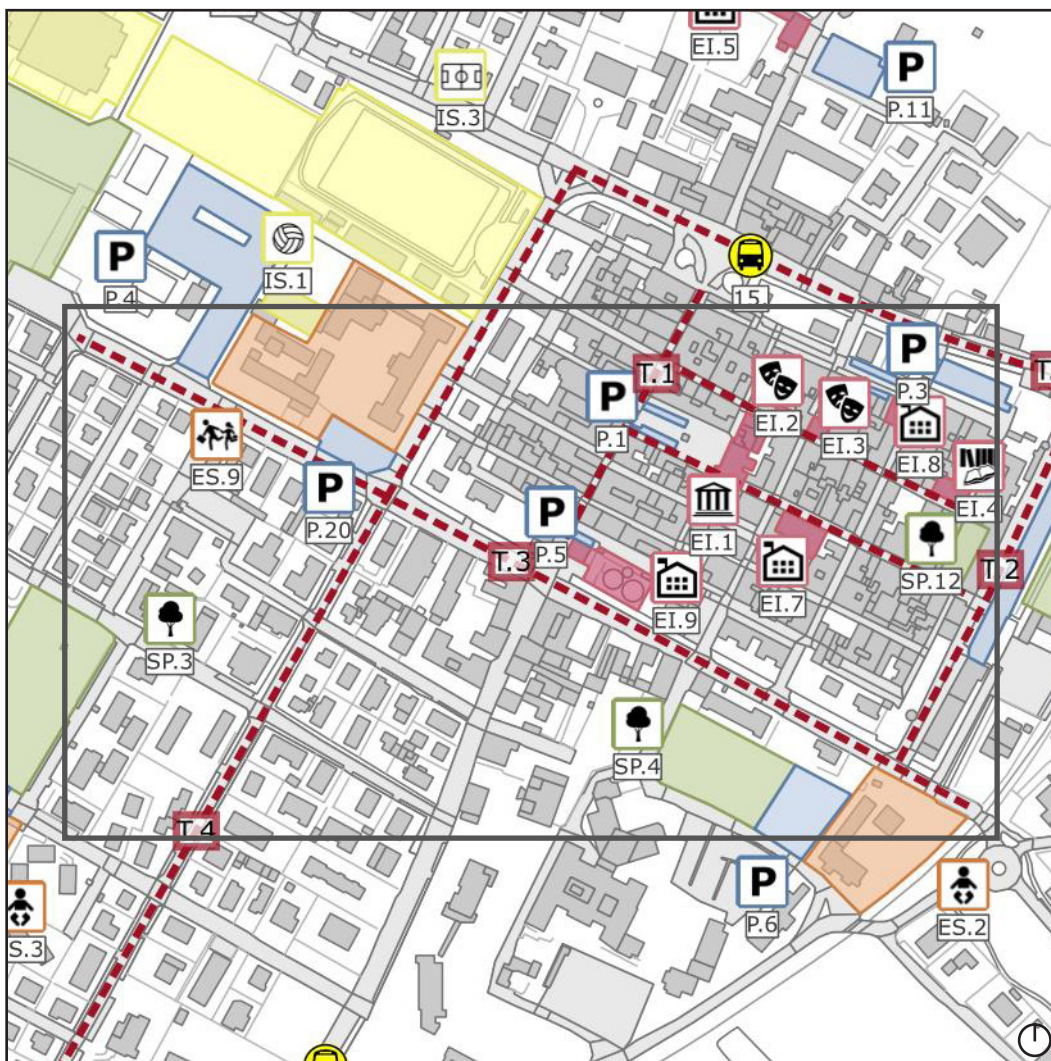 EI.5
P
P.11
IS.3
IS.1
P
P.4
15
T.1
P
P.3
P
P.1
EI.2
EI.3
EI.8
EI.4
ES.9
P
P.20
P
P.5
EI.1
T.3
EI.9
EI.7
SP.12
T.2
SP.3
SP.4
T.4
P
P.6
ES.2
S.3